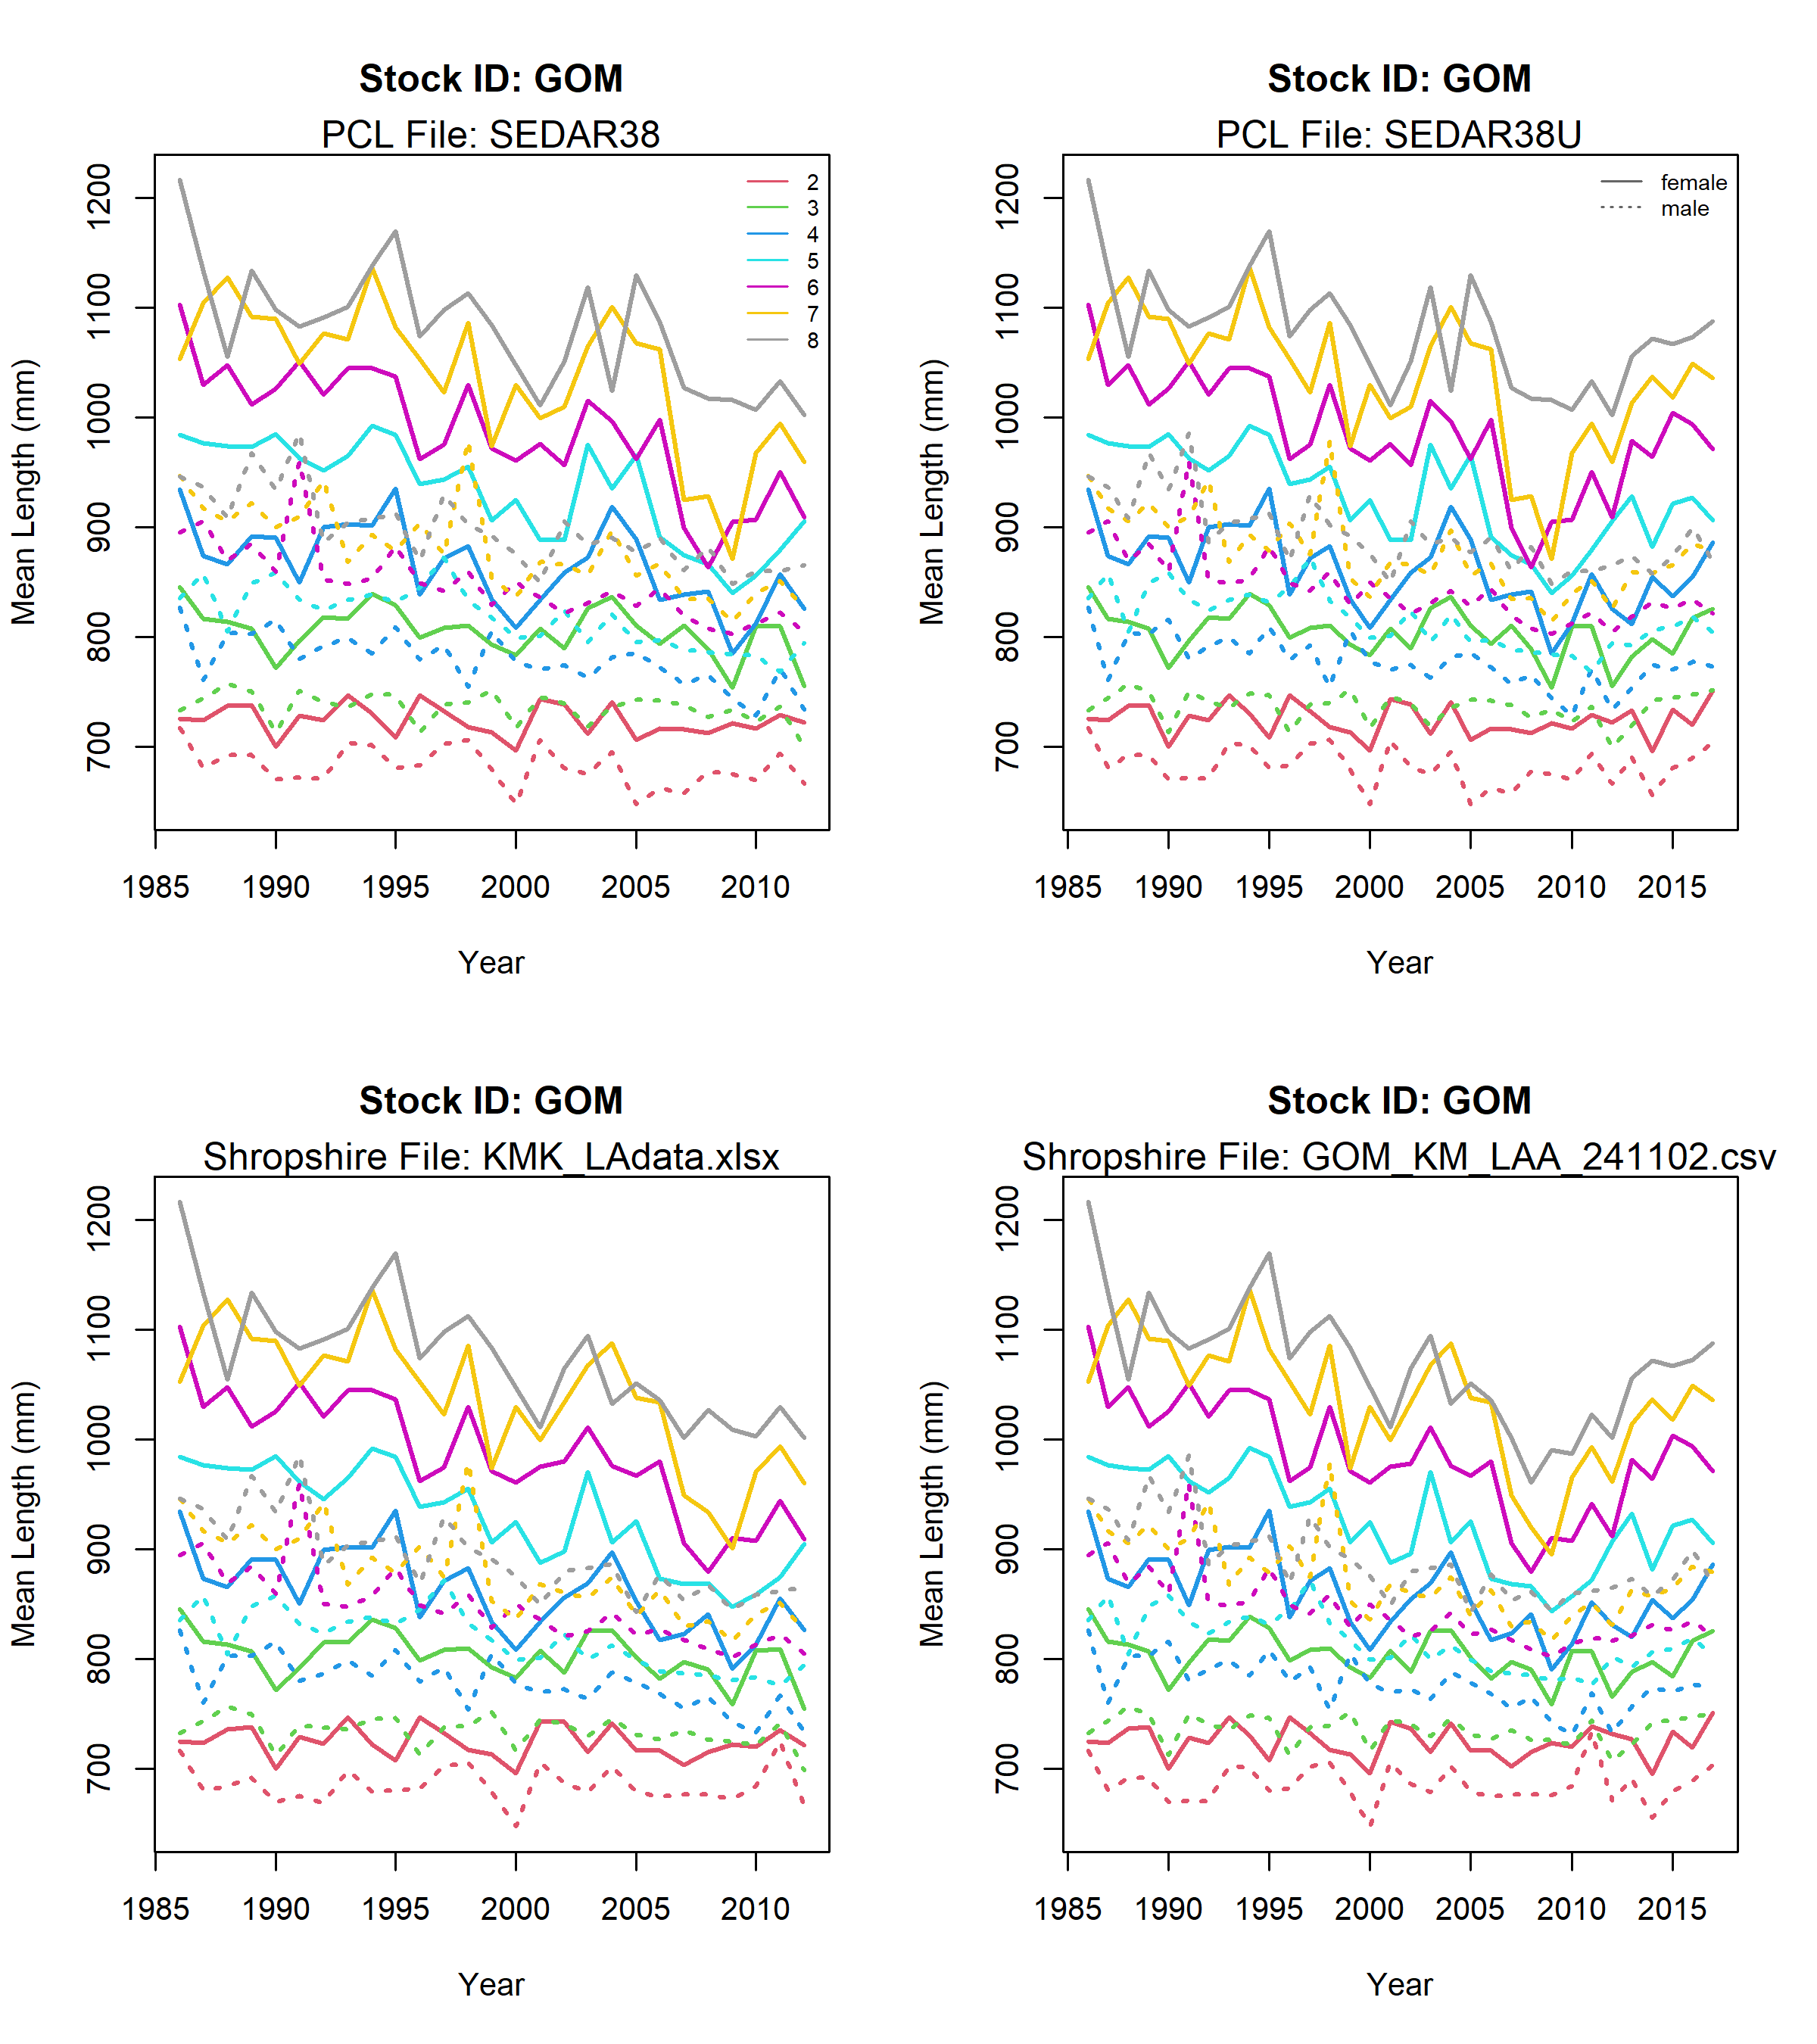 Stock ID: GOM
PCL File: SEDAR38
1200
1100
1000
900
800
700
Mean Length (mm)
2
3
4
5
6
7
8
1985 1990 1995 2000 2005 2010
Year
Stock ID: GOM
PCL File: SEDAR38U
1200
1100
1000
900
800
700
Mean Length (mm)
female
male
1985 1990 1995 2000 2005 2010 2015
Year
Stock ID: GOM
Shropshire File: KMK_LAdata.xlsx
1200
1100
1000
900
800
700
Mean Length (mm)
1985 1990 1995 2000 2005 2010
Year
Stock ID: GOM
Shropshire File: GOM_KM_LAA_241102.csv
1200
1100
1000
900
800
700
Mean Length (mm)
1985 1990 1995 2000 2005 2010 2015
Year